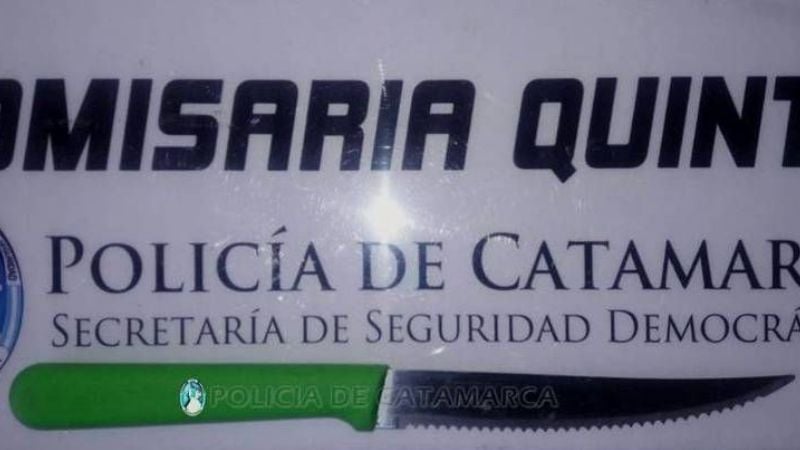 OMISARIA QUINT
POLICÍA DE CATAMAR
SECRETARÍA DE SEGURIDAD DEMOCRÁ
POLICIA DE CATAMARCA